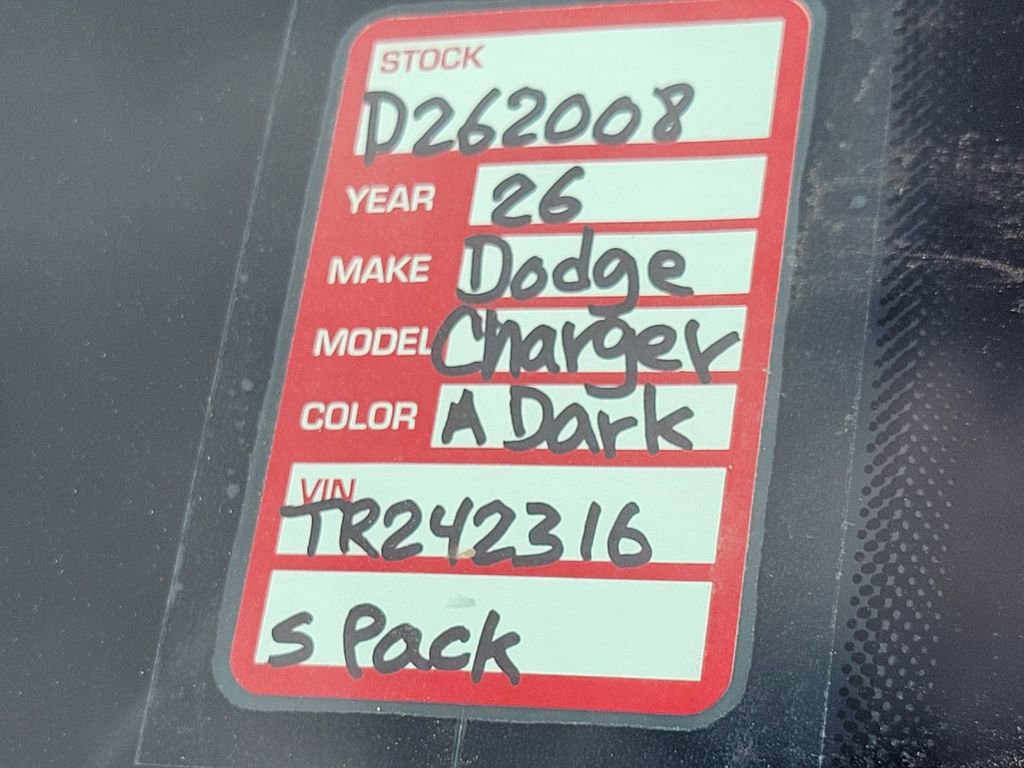 STOCK
D262008
YEAR 26
MAKE Dodge
MODEL Charger
COLOR A Dark
VIN
TR242316
S Pack